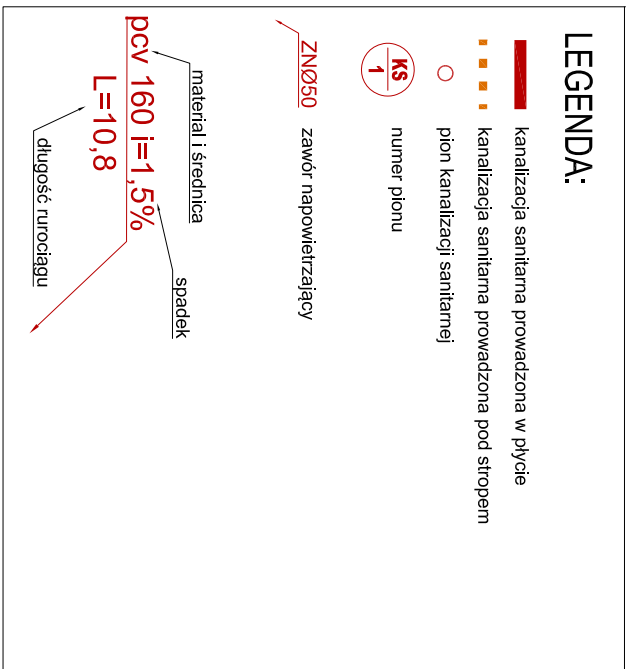 LEGENDA:
kanalizacja sanitarna prowadzona w płycie
kanalizacja sanitarna prowadzona pod stropem
pion kanalizacji sanitarnej
KS
1
numer pionu
ZNØ50
zawór napowietrzający
materiał i średnica
spadek
pcv 160 i=1,5%
L=10,8
długość rurociągu